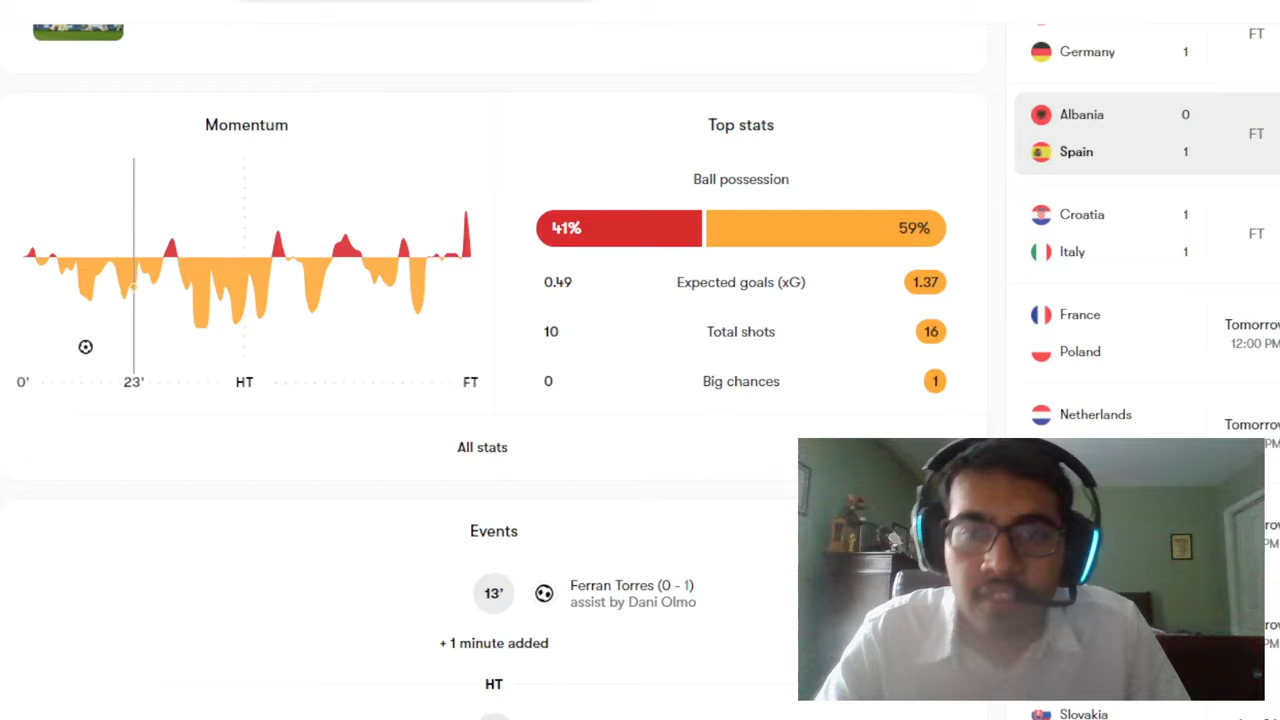 Momentum
0'
23'
HT
FT
Top stats
Ball possession
41%
59%
0.49
Expected goals (xG)
1.37
10
Total shots
16
0
Big chances
1
All stats
Events
13'
Ferran Torres (0 - 1)
assist by Dani Olmo
+ 1 minute added
HT
FT
Germany 1
Albania 0
FT
Spain 1
Croatia 1
FT
Italy 1
France
Tomorrow
12:00 PM
Poland
Netherlands
Slovakia